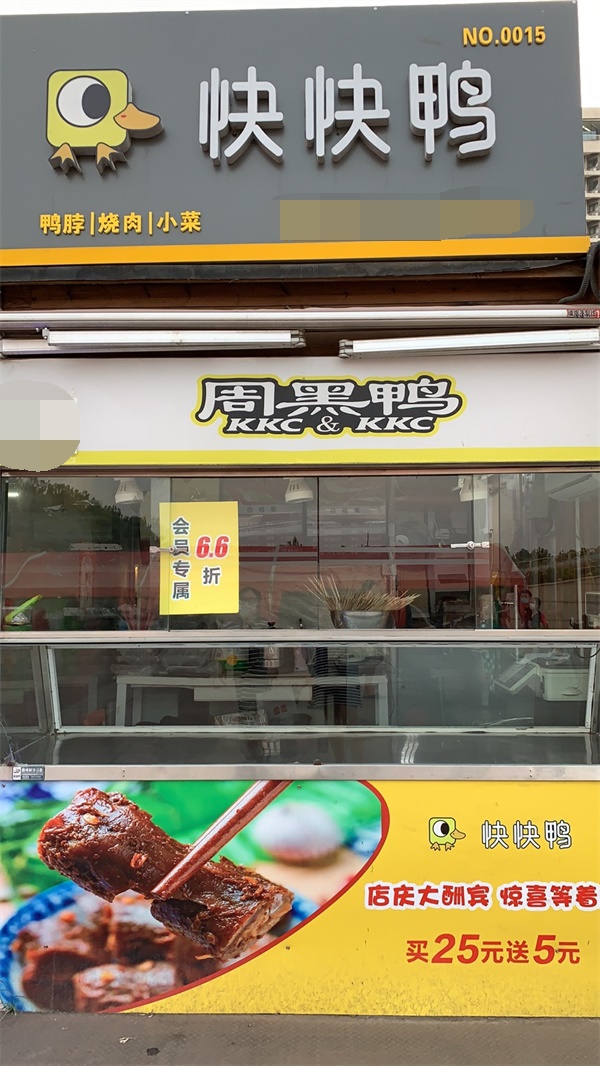 NO.0015
快快鸭
鸭脖|烧肉|小菜
周黑鸭
KKC & KKC
会员专属
6.6
折
快快鸭
店庆大酬宾 惊喜等着
买25元送5元